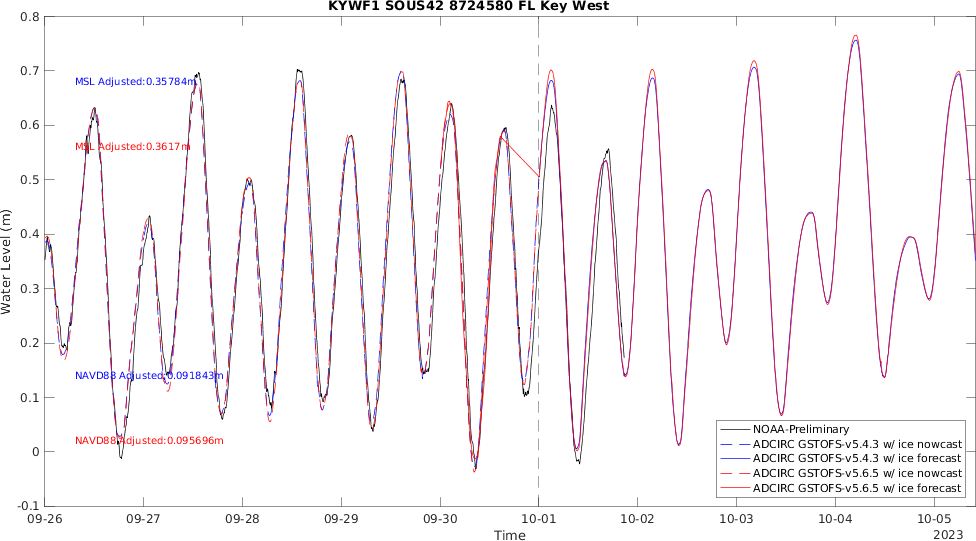 KYWF1 SOUS42 8724580 FL Key West
0.8
0.7
0.6
0.5
0.4
0.3
0.2
0.1
0
-0.1
Water Level (m)
MSL Adjusted:0.35784m
MSL Adjusted:0.3617m
NAVD88 Adjusted:0.091843m
NAVD88 Adjusted:0.095696m
NOAA-Preliminary
ADCIRC GSTOFS-v5.4.3 w/ ice nowcast
ADCIRC GSTOFS-v5.4.3 w/ ice forecast
ADCIRC GSTOFS-v5.6.5 w/ ice nowcast
ADCIRC GSTOFS-v5.6.5 w/ ice forecast
09-26 09-27 09-28 09-29 09-30 10-01 10-02 10-03 10-04 10-05
Time
2023